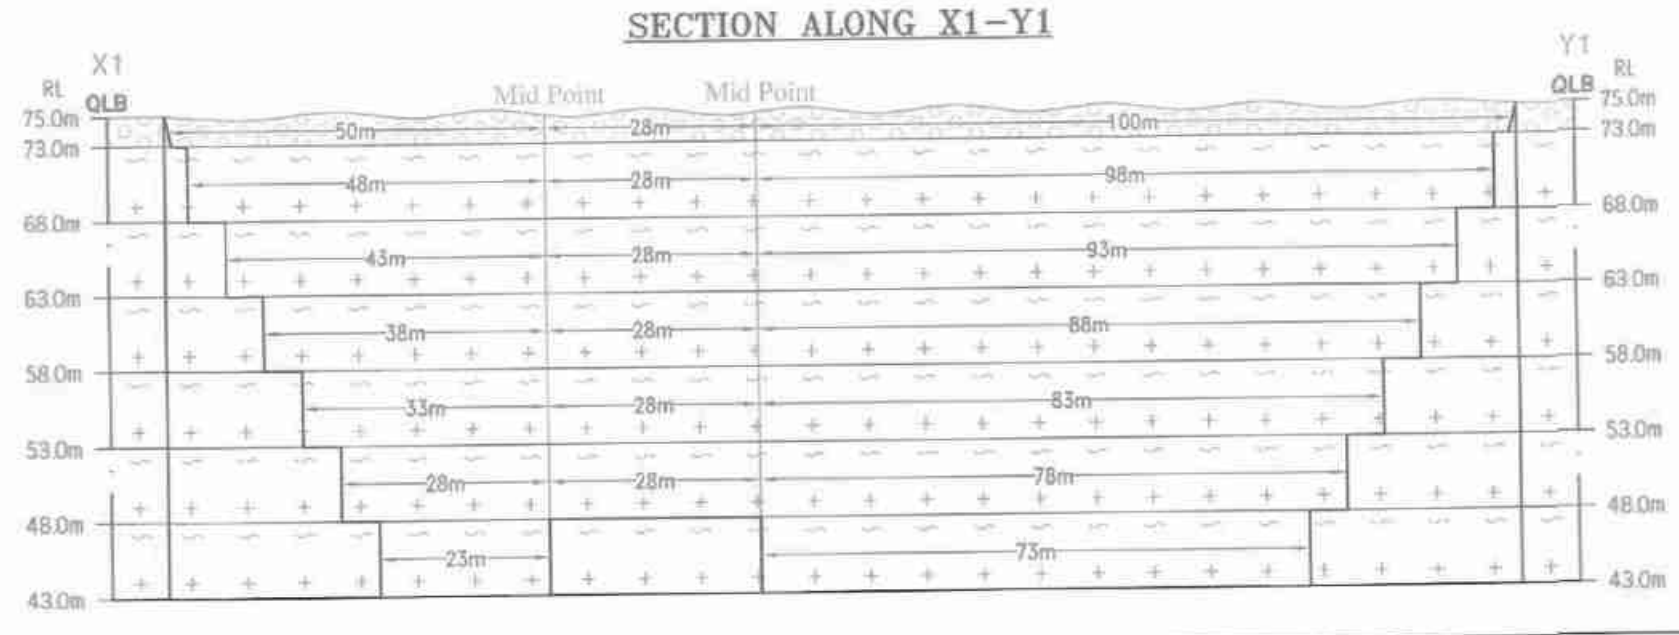 SECTION ALONG X1-Y1
X1
Y1
RL
RL
QLB
QLB
Mid Point
Mid Point
75.0m
75.0m
50m
28m
100m
73.0m
73.0m
48m
28m
98m
68.0m
68.0m
43m
28m
93m
63.0m
63.0m
38m
28m
88m
58.0m
58.0m
33m
28m
83m
53.0m
53.0m
28m
28m
78m
48.0m
48.0m
23m
73m
43.0m
43.0m